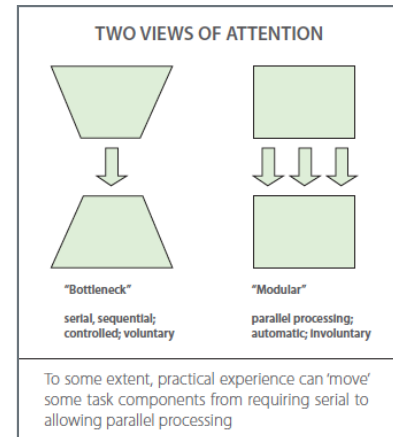 TWO VIEWS OF ATTENTION
"Bottleneck"
serial, sequential;
controlled; voluntary
"Modular"
parallel processing;
automatic; involuntary
To some extent, practical experience can 'move'
some task components from requiring serial to
allowing parallel processing